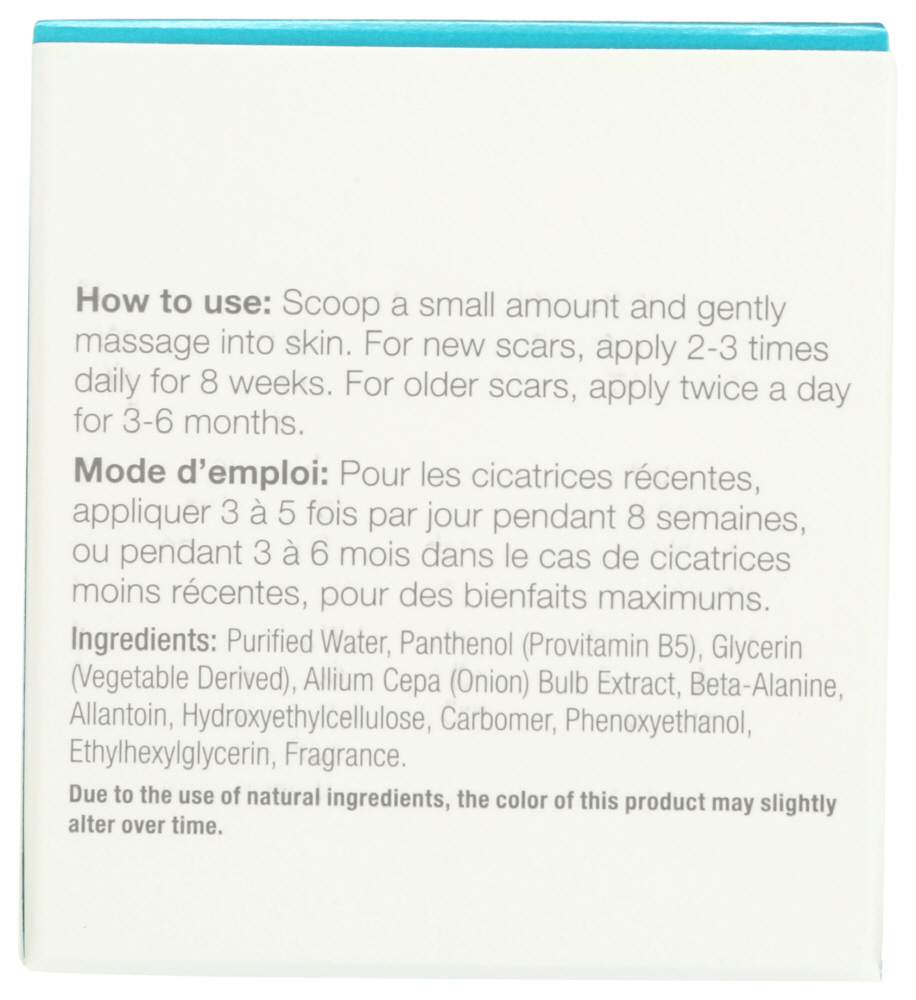 How to use: Scoop a small amount and gently
massage into skin. For new scars, apply 2-3 times
daily for 8 weeks. For older scars, apply twice a day
for 3-6 months.
Mode d’emploi: Pour les cicatrices récentes,
appliquer 3 à 5 fois par jour pendant 8 semaines,
ou pendant 3 à 6 mois dans le cas de cicatrices
moins récentes, pour des bienfaits maximums.
Ingredients: Purified Water, Panthenol (Provitamin B5), Glycerin
(Vegetable Derived), Allium Cepa (Onion) Bulb Extract, Beta-Alanine,
Allantoin, Hydroxyethylcellulose, Carbomer, Phenoxyethanol,
Ethylhexylglycerin, Fragrance.
Due to the use of natural ingredients, the color of this product may slightly
alter over time.